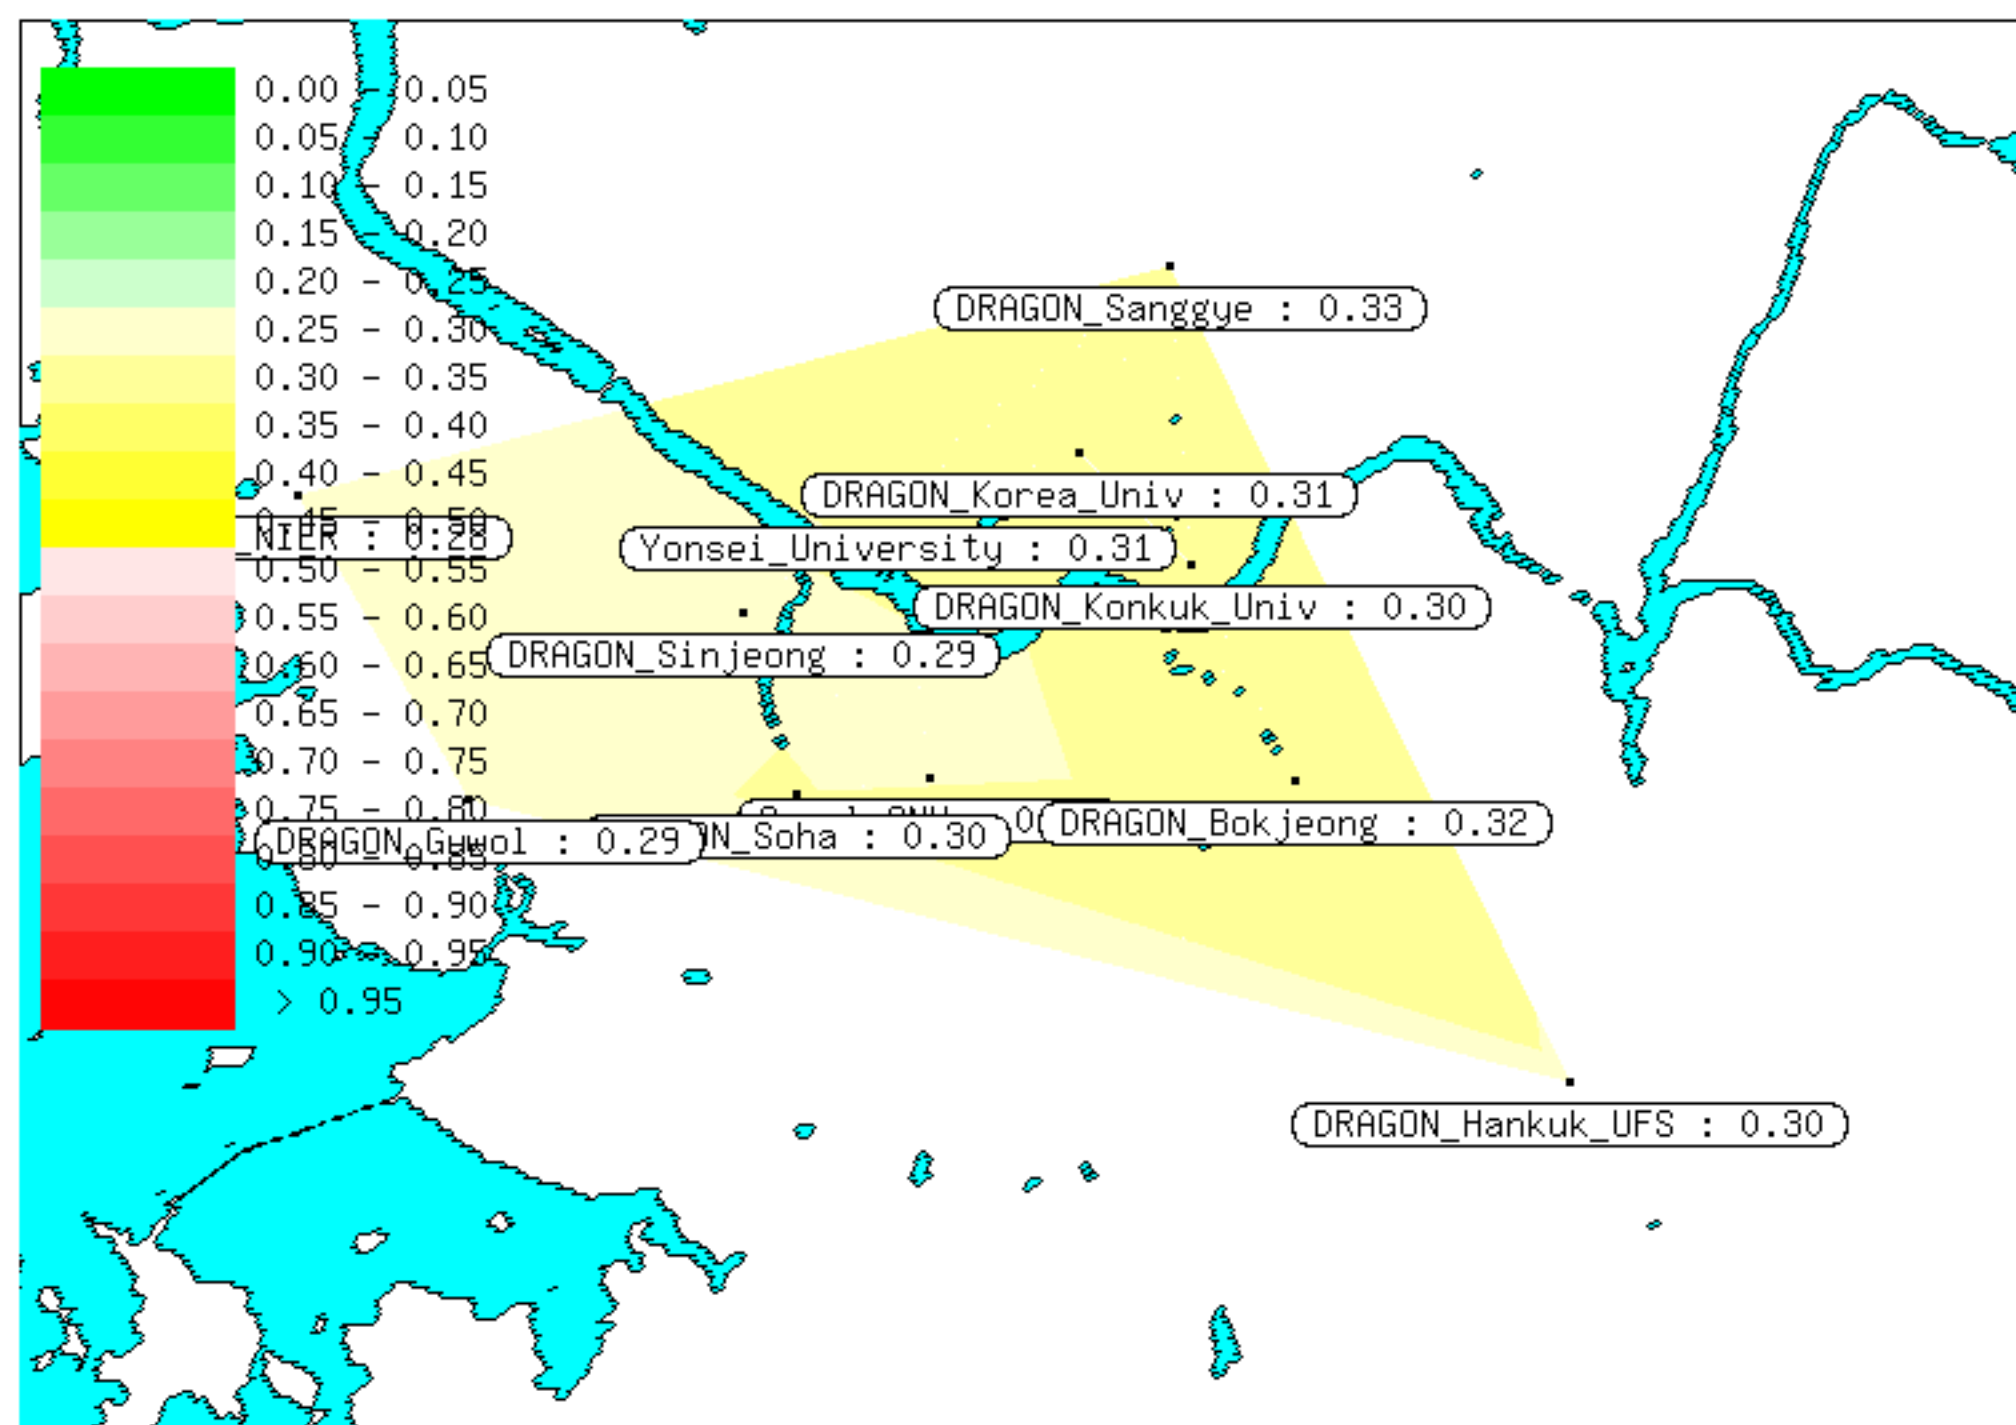 0.00 - 0.05
0.05 - 0.10
0.10 - 0.15
0.15 - 0.20
0.20 - 0.25
0.25 - 0.30
DRAGON_Sanggye : 0.33
0.30 - 0.35
0.35 - 0.40
0.40 - 0.45
DRAGON_Korea_Univ : 0.31
0.45 - 0.50
_NIER : 0.28
Yonsei_University : 0.31
0.50 - 0.55
0.55 - 0.60
DRAGON_Konkuk_Univ : 0.30
0.60 - 0.65
DRAGON_Sinjeong : 0.29
0.65 - 0.70
0.70 - 0.75
0.75 - 0.80
DRAGON_Bokjeong : 0.32
N_Soha : 0.30
DRAGON_Guwol : 0.29
0.80 - 0.85
0.85 - 0.90
0.90 - 0.95
> 0.95
DRAGON_Hankuk_UFS : 0.30